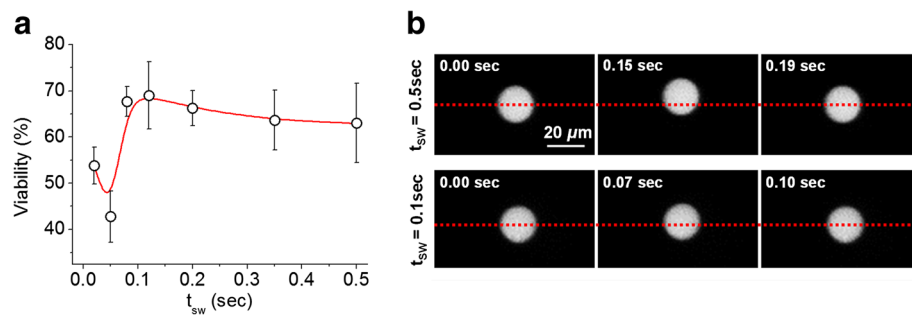 a
80
70
60
50
40
Viability (%)
0.0 0.1 0.2 0.3 0.4 0.5
t_sw (sec)
b
t_sw = 0.5sec
0.00 sec
0.15 sec
0.19 sec
20 µm
t_sw = 0.1sec
0.00 sec
0.07 sec
0.10 sec